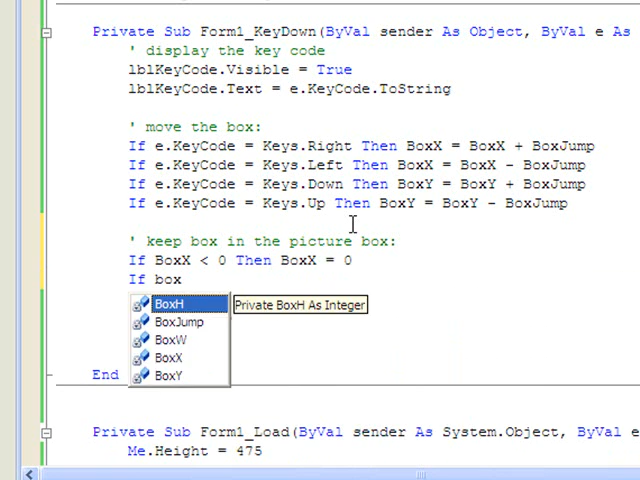 Private Sub Form1_KeyDown(ByVal sender As Object, ByVal e As
' display the key code
lblKeyCode.Visible = True
lblKeyCode.Text = e.KeyCode.ToString
' move the box:
If e.KeyCode = Keys.Right Then BoxX = BoxX + BoxJump
If e.KeyCode = Keys.Left Then BoxX = BoxX - BoxJump
If e.KeyCode = Keys.Down Then BoxY = BoxY + BoxJump
If e.KeyCode = Keys.Up Then BoxY = BoxY - BoxJump
' keep box in the picture box:
If BoxX < 0 Then BoxX = 0
If box
BoxH Private BoxH As Integer
BoxJump
BoxW
BoxX
BoxY
End
Private Sub Form1_Load(ByVal sender As System.Object, ByVal e
Me.Height = 475